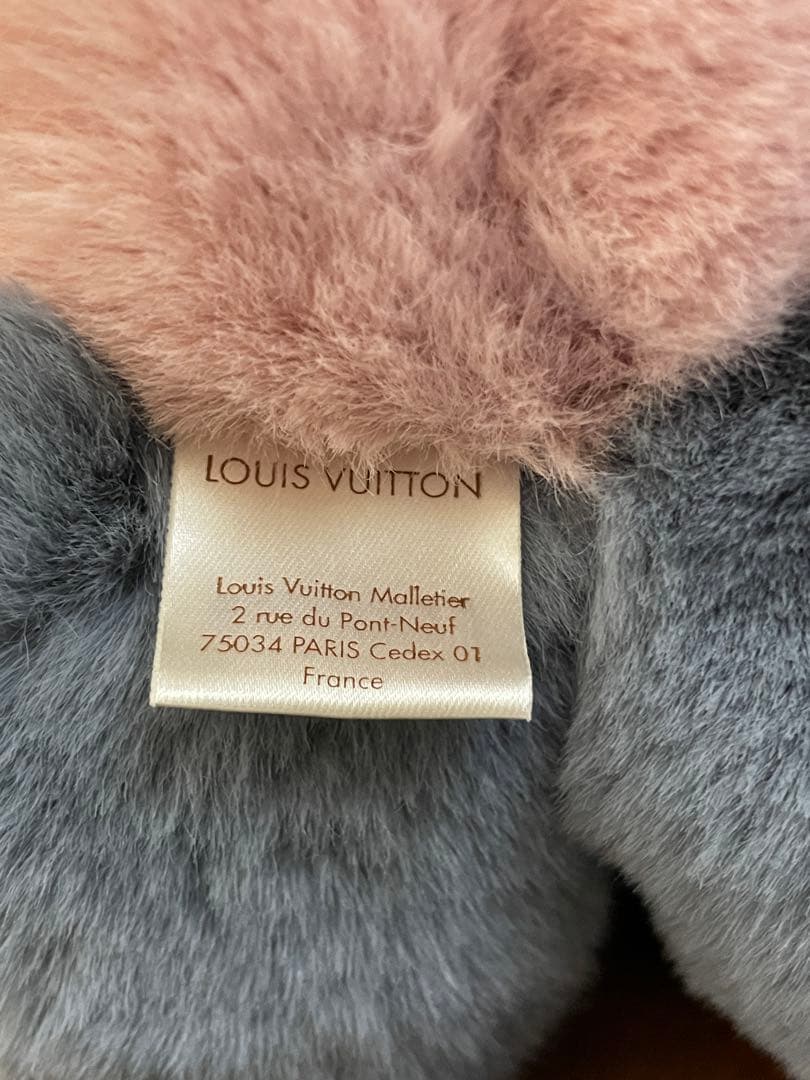 LOUIS VUITTON
Louis Vuitton Malletier
2 rue du Pont-Neuf
75034 PARIS Cedex 01
France